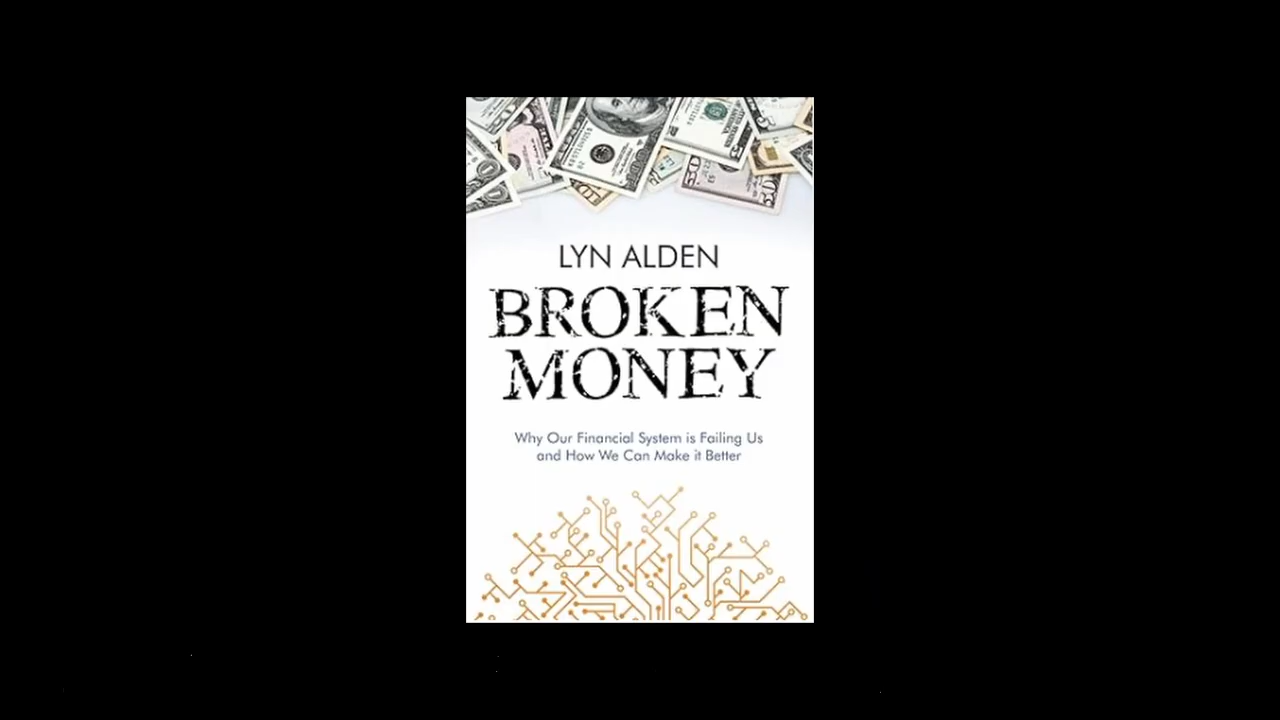 LYN ALDEN
BROKEN
MONEY
Why Our Financial System is Failing Us
and How We Can Make it Better